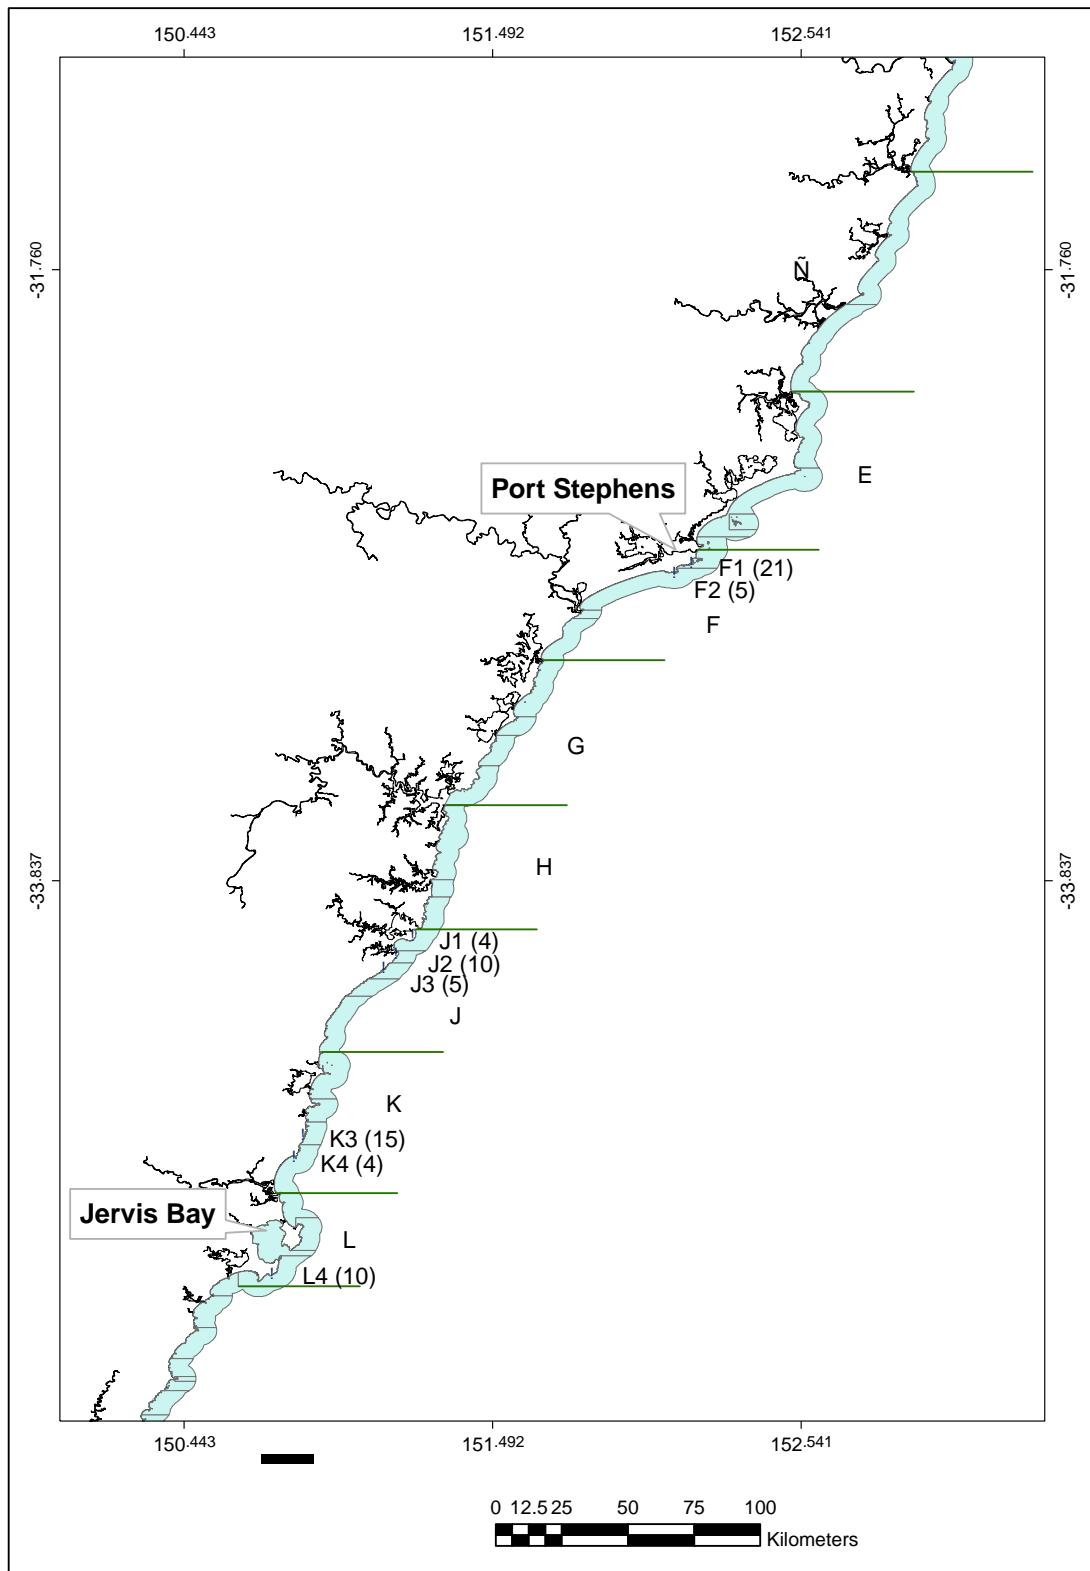 150.443 151.492 152.541
-31.760 -31.760
Ñ
E
Port Stephens
F1 (21)
F2 (5)
F
G
H
-33.837 -33.837
J1 (4)
J2 (10)
J3 (5)
J
K
K3 (15)
K4 (4)
Jervis Bay
L
L4 (10)
150.443 151.492 152.541
0 12.5 25 50 75 100
Kilometers